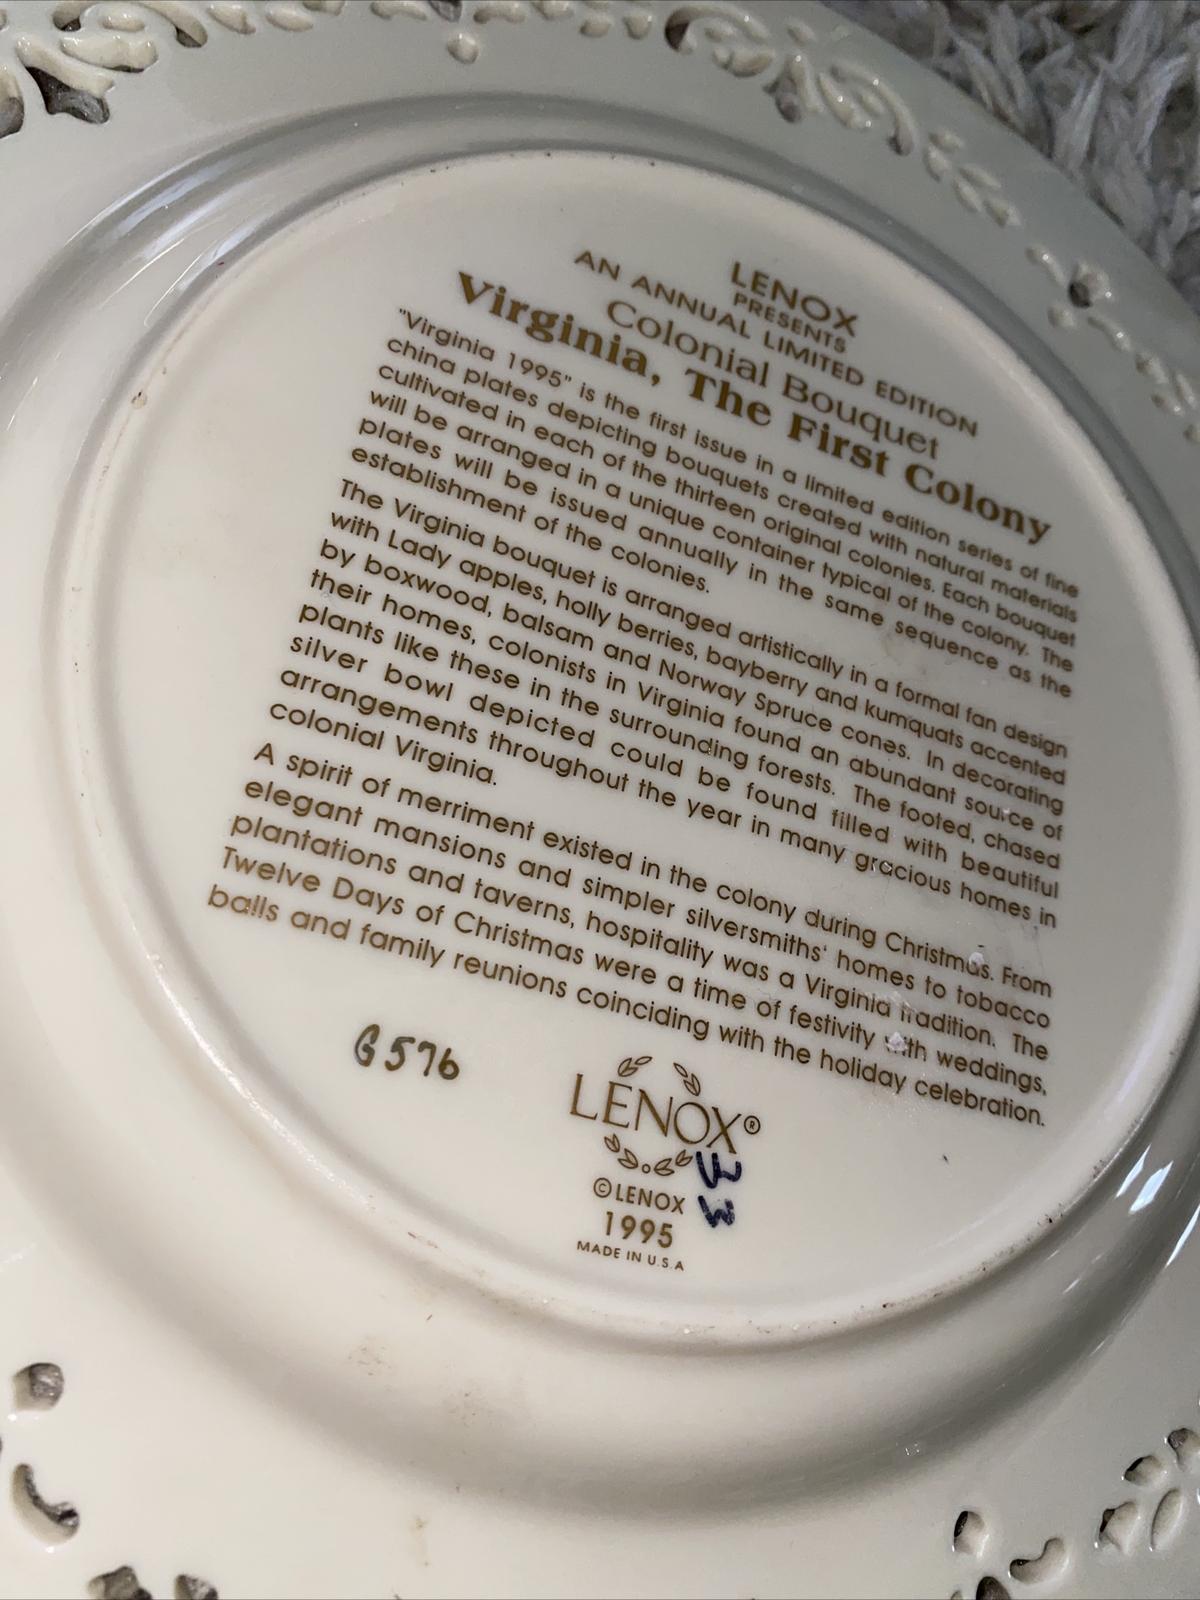 LENOX
PRESENTS
AN ANNUAL LIMITED EDITION
Colonial Bouquet
Virginia, The First Colony
"Virginia 1995" is the first issue in a limited edition series of fine
china plates depicting bouquets created with natural materials
cultivated in each of the thirteen original colonies. Each bouquet
will be arranged in a unique container typical of the colony. The
plates will be issued annually in the same sequence as the
establishment of the colonies.
The Virginia bouquet is arranged artistically in a formal fan design
with Lady apples, holly berries, bayberry and kumquats accented
by boxwood, balsam and Norway Spruce cones. In decorating
their homes, colonists in Virginia found an abundant source of
plants like these in the surrounding forests. The footed, chased
silver bowl depicted could be found filled with beautiful
arrangements throughout the year in many gracious homes in
colonial Virginia.
A spirit of merriment existed in the colony during Christmas. From
elegant mansions and simpler silversmiths' homes to tobacco
plantations and taverns, hospitality was a Virginia tradition. The
Twelve Days of Christmas were a time of festivity with weddings,
balls and family reunions coinciding with the holiday celebration.
G576
LENOX®
©LENOX
1995
MADE IN U.S.A